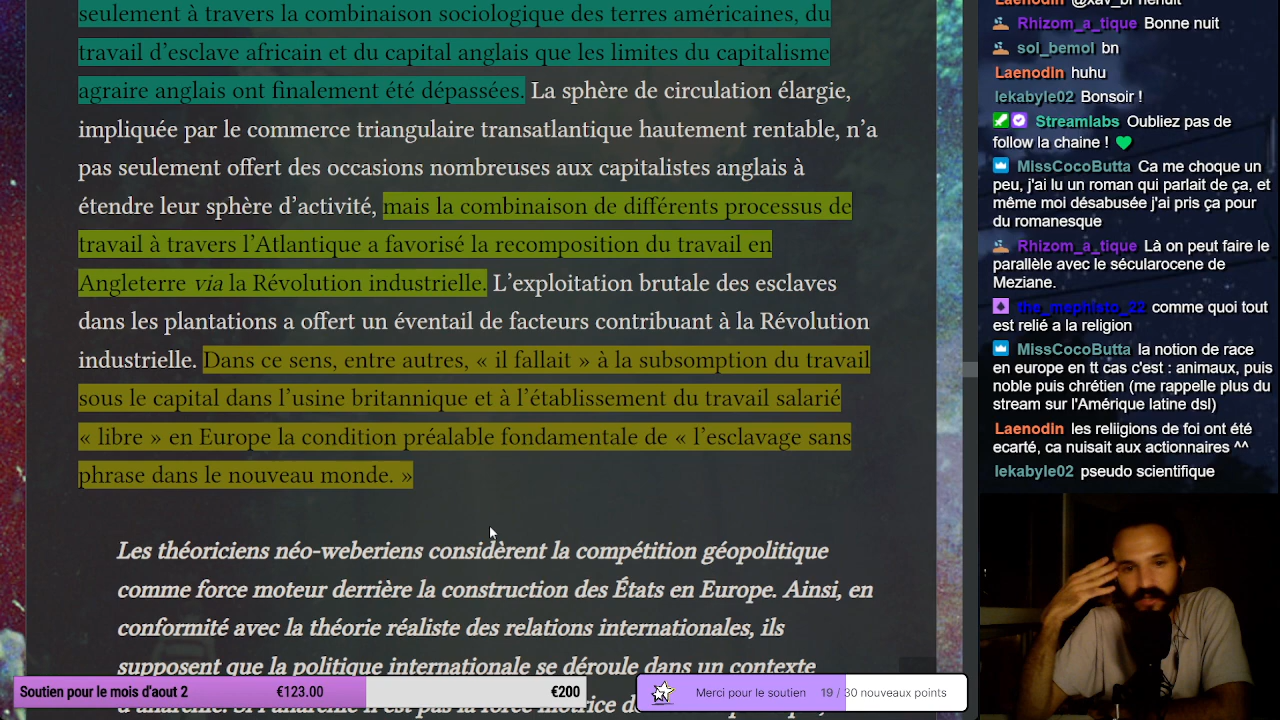 seulement à travers la combinaison sociologique des terres américaines, du
travail d’esclave africain et du capital anglais que les limites du capitalisme
agraire anglais ont finalement été dépassées. La sphère de circulation élargie,
impliquée par le commerce triangulaire transatlantique hautement rentable, n’a
pas seulement offert des occasions nombreuses aux capitalistes anglais à
étendre leur sphère d’activité, mais la combinaison de différents processus de
travail à travers l’Atlantique a favorisé la recomposition du travail en
Angleterre via la Révolution industrielle. L’exploitation brutale des esclaves
dans les plantations a offert un éventail de facteurs contribuant à la Révolution
industrielle. Dans ce sens, entre autres, « il fallait » à la subsomption du travail
sous le capital dans l’usine britannique et à l’établissement du travail salarié
« libre » en Europe la condition préalable fondamentale de « l’esclavage sans
phrase dans le nouveau monde. »
Les théoriciens néo-weberiens considèrent la compétition géopolitique
comme force moteur derrière la construction des États en Europe. Ainsi, en
conformité avec la théorie réaliste des relations internationales, ils
supposent que la politique internationale se déroule dans un contexte
Soutien pour le mois d'aout 2 €123.00 €200
Merci pour le soutien 19 / 30 nouveaux points
Laenodin @xav_br
Rhizom_a_tique Bonne nuit
sol_bemol bn
Laenodin huhu
lekabyle02 Bonsoir !
Streamlabs Oubliez pas de
follow la chaine !
MissCocoButta Ca me choque un
peu, j'ai lu un roman qui parlait de ça, et
même moi désabusée j'ai pris ça pour
du romanesque
Rhizom_a_tique Là on peut faire le
parallèle avec le sécularocene de
Meziane.
the_mephisto_22 comme quoi tout
est relié a la religion
MissCocoButta la notion de race
en europe en tt cas c'est : animaux, puis
noble puis chrétien (me rappelle plus du
stream sur l'Amérique latine dsl)
Laenodin les reliigions de foi ont été
ecarté, ca nuisait aux actionnaires ^^
lekabyle02 pseudo scientifique